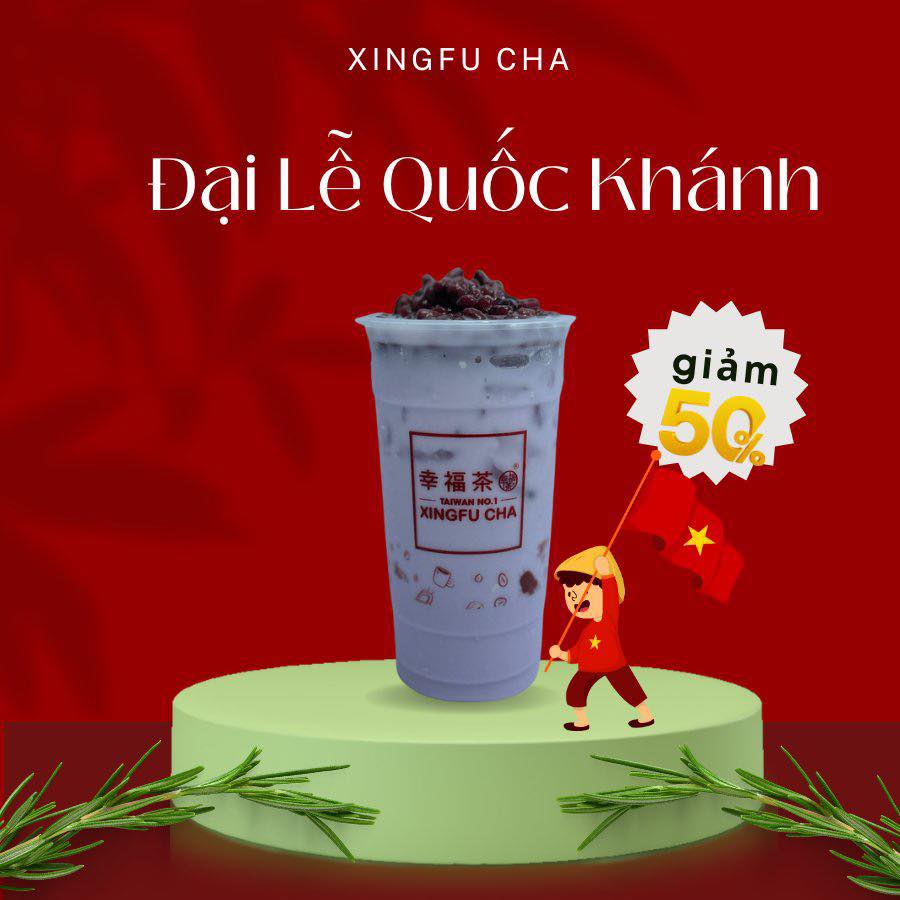 XINGFU CHA
Đại Lễ Quốc Khánh
giảm
50%
幸福茶
TAIWAN NO.1
XINGFU CHA